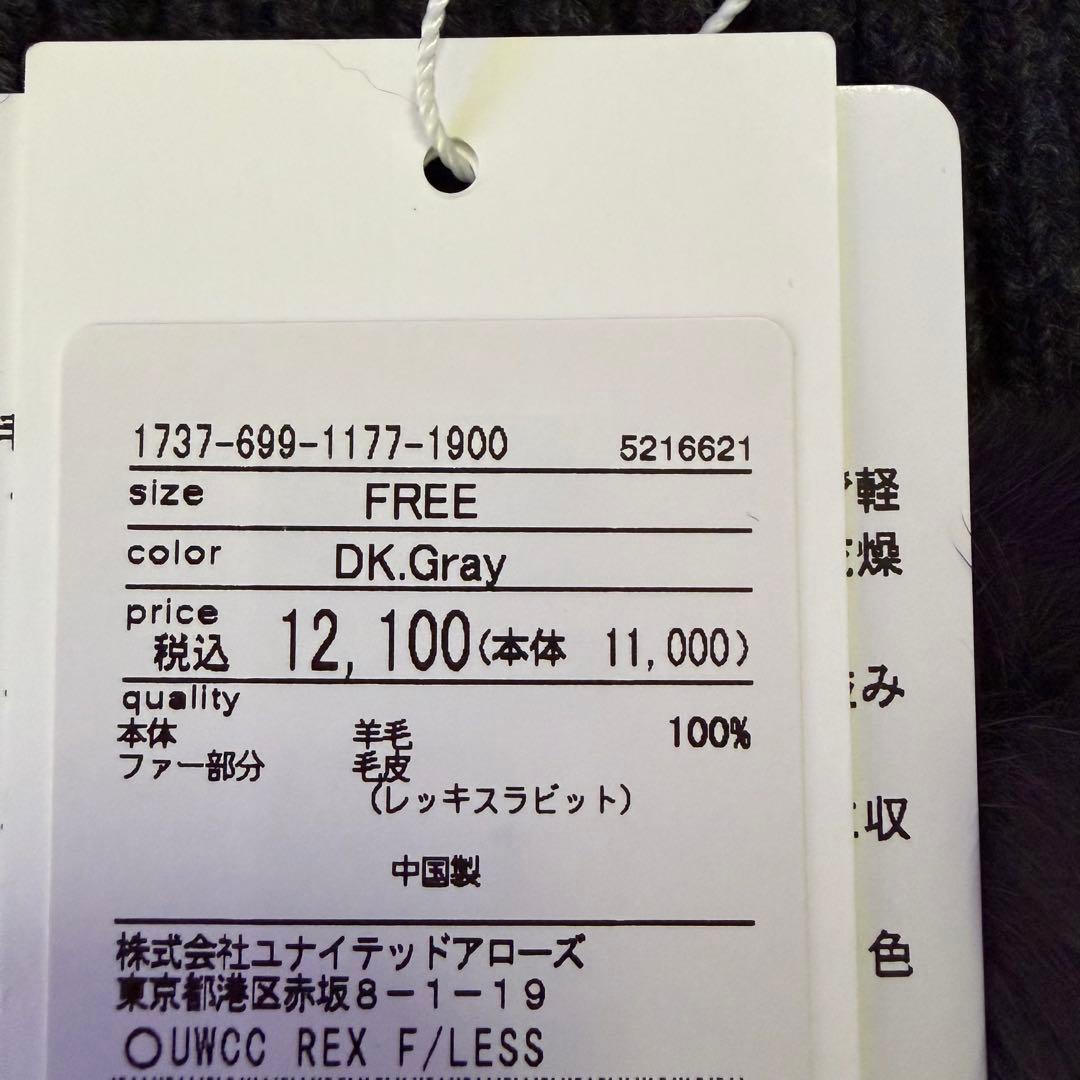 1737-699-1177-1900 5216621
size FREE
color DK.Gray
price
税込 12,100(本体 11,000)
quality
本体 羊毛 100%
ファー部分 毛皮
(レッキスラビット)
中国製
株式会社ユナイテッドアローズ
東京都港区赤坂8-1-19
○UWCC REX F/LESS
軽
燥
み
収
色